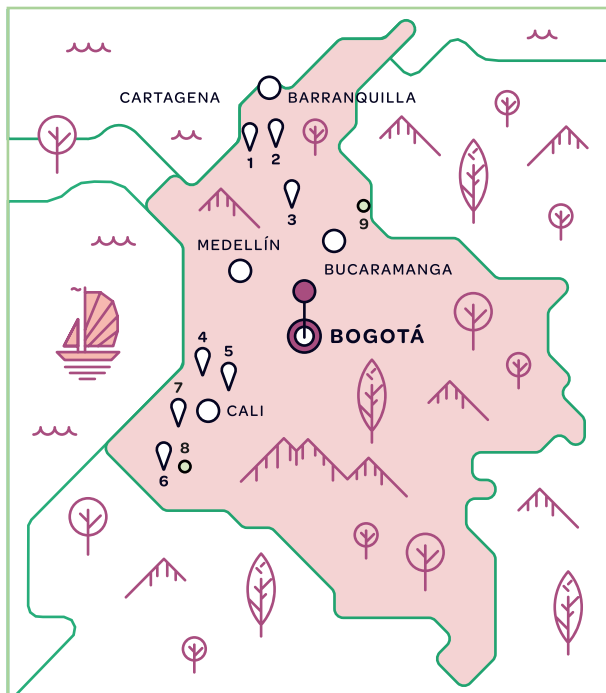 CARTAGENA
BARRANQUILLA
1
2
3
9
MEDELLÍN
BUCARAMANGA
BOGOTÁ
4
5
7
CALI
8
6